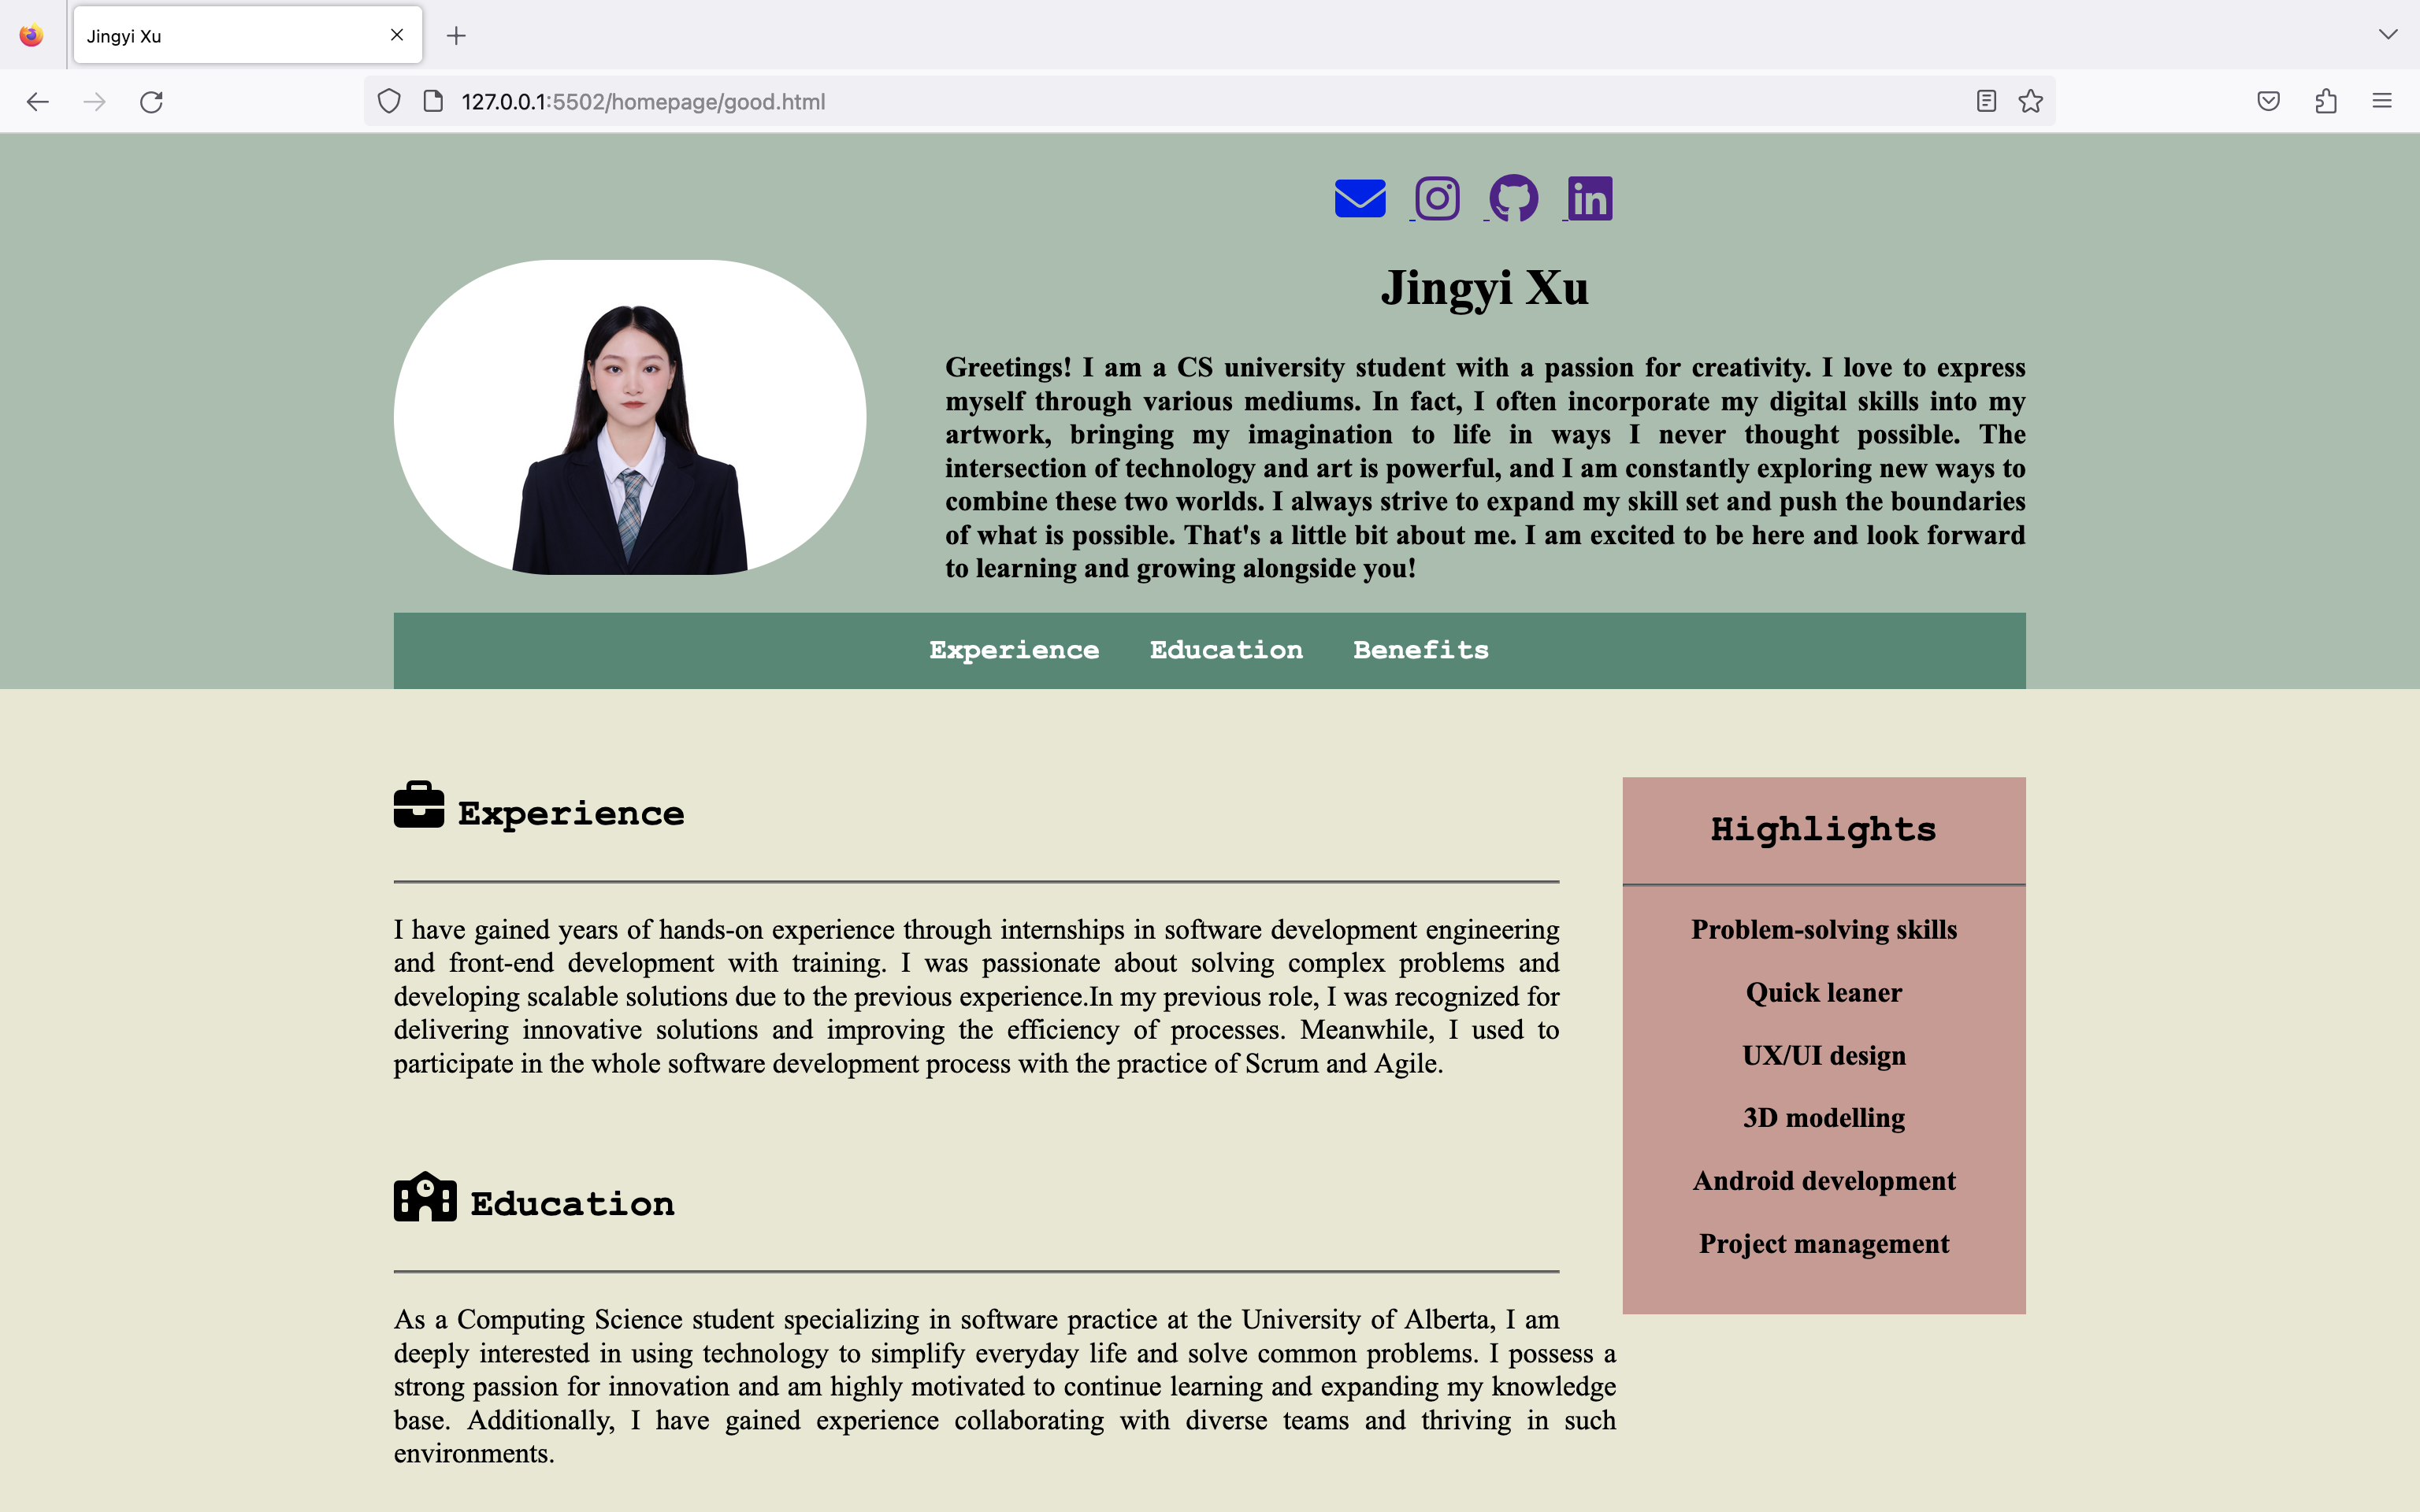 Jingyi Xu
127.0.0.1:5502/homepage/good.html
Jingyi Xu
Greetings! I am a CS university student with a passion for creativity. I love to express
myself through various mediums. In fact, I often incorporate my digital skills into my
artwork, bringing my imagination to life in ways I never thought possible. The
intersection of technology and art is powerful, and I am constantly exploring new ways to
combine these two worlds. I always strive to expand my skill set and push the boundaries
of what is possible. That's a little bit about me. I am excited to be here and look forward
to learning and growing alongside you!
Experience Education Benefits
Experience
I have gained years of hands-on experience through internships in software development engineering
and front-end development with training. I was passionate about solving complex problems and
developing scalable solutions due to the previous experience.In my previous role, I was recognized for
delivering innovative solutions and improving the efficiency of processes. Meanwhile, I used to
participate in the whole software development process with the practice of Scrum and Agile.
Education
As a Computing Science student specializing in software practice at the University of Alberta, I am
deeply interested in using technology to simplify everyday life and solve common problems. I possess a
strong passion for innovation and am highly motivated to continue learning and expanding my knowledge
base. Additionally, I have gained experience collaborating with diverse teams and thriving in such
environments.
Highlights
Problem-solving skills
Quick leaner
UX/UI design
3D modelling
Android development
Project management